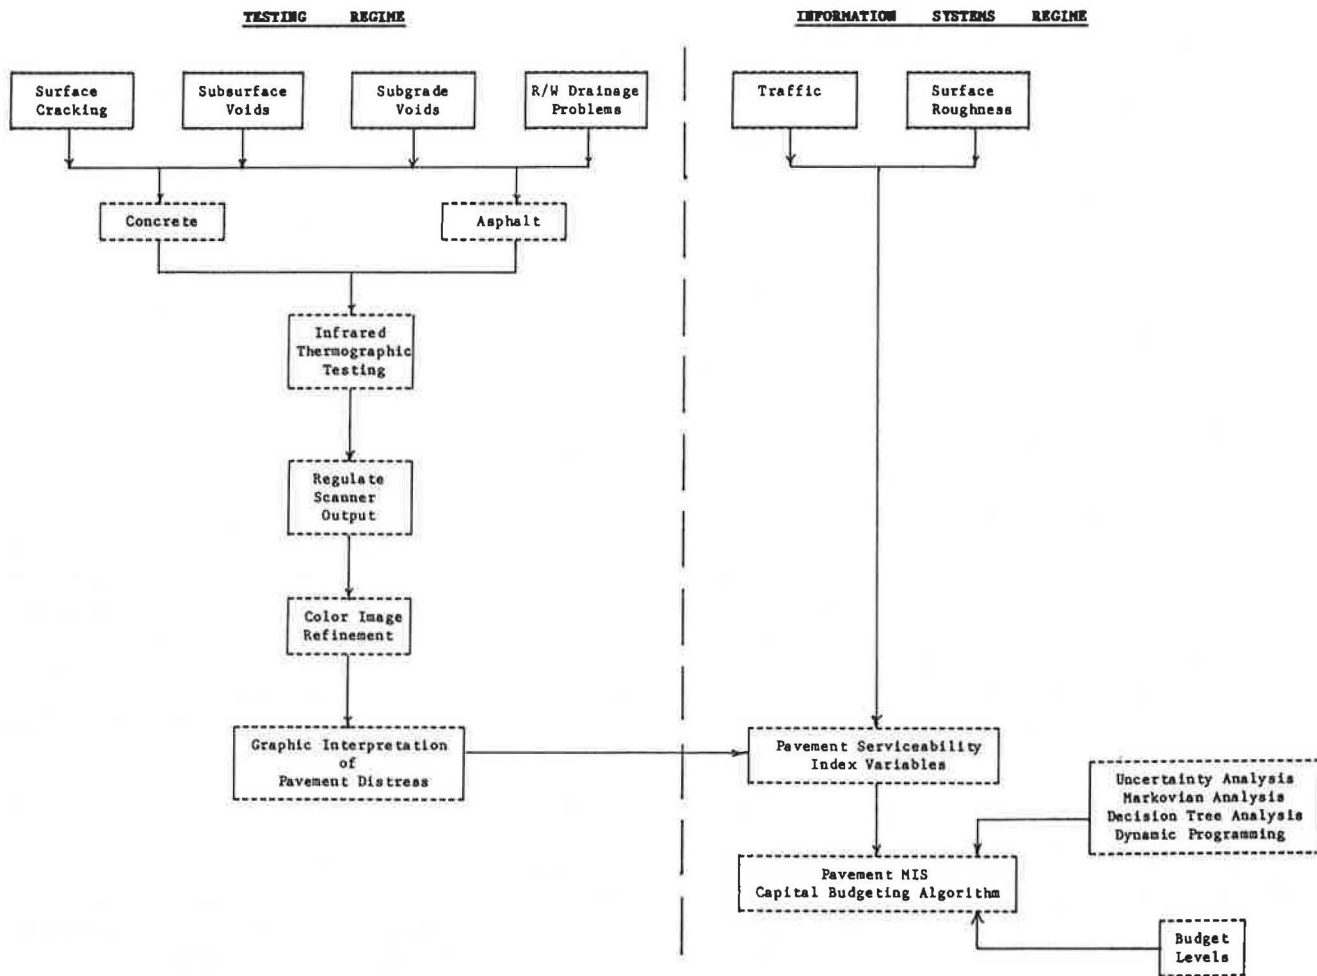 TESTING REGIME
INFORMATION SYSTEMS REGIME
Surface
Cracking
Subsurface
Voids
Subgrade
Voids
R/W Drainage
Problems
Traffic
Surface
Roughness
Concrete
Asphalt
Infrared
Thermographic
Testing
Regulate
Scanner
Output
Color Image
Refinement
Graphic Interpretation
of
Pavement Distress
Pavement Serviceability
Index Variables
Uncertainty Analysis
Markovian Analysis
Decision Tree Analysis
Dynamic Programming
Pavement MIS
Capital Budgeting Algorithm
Budget
Levels